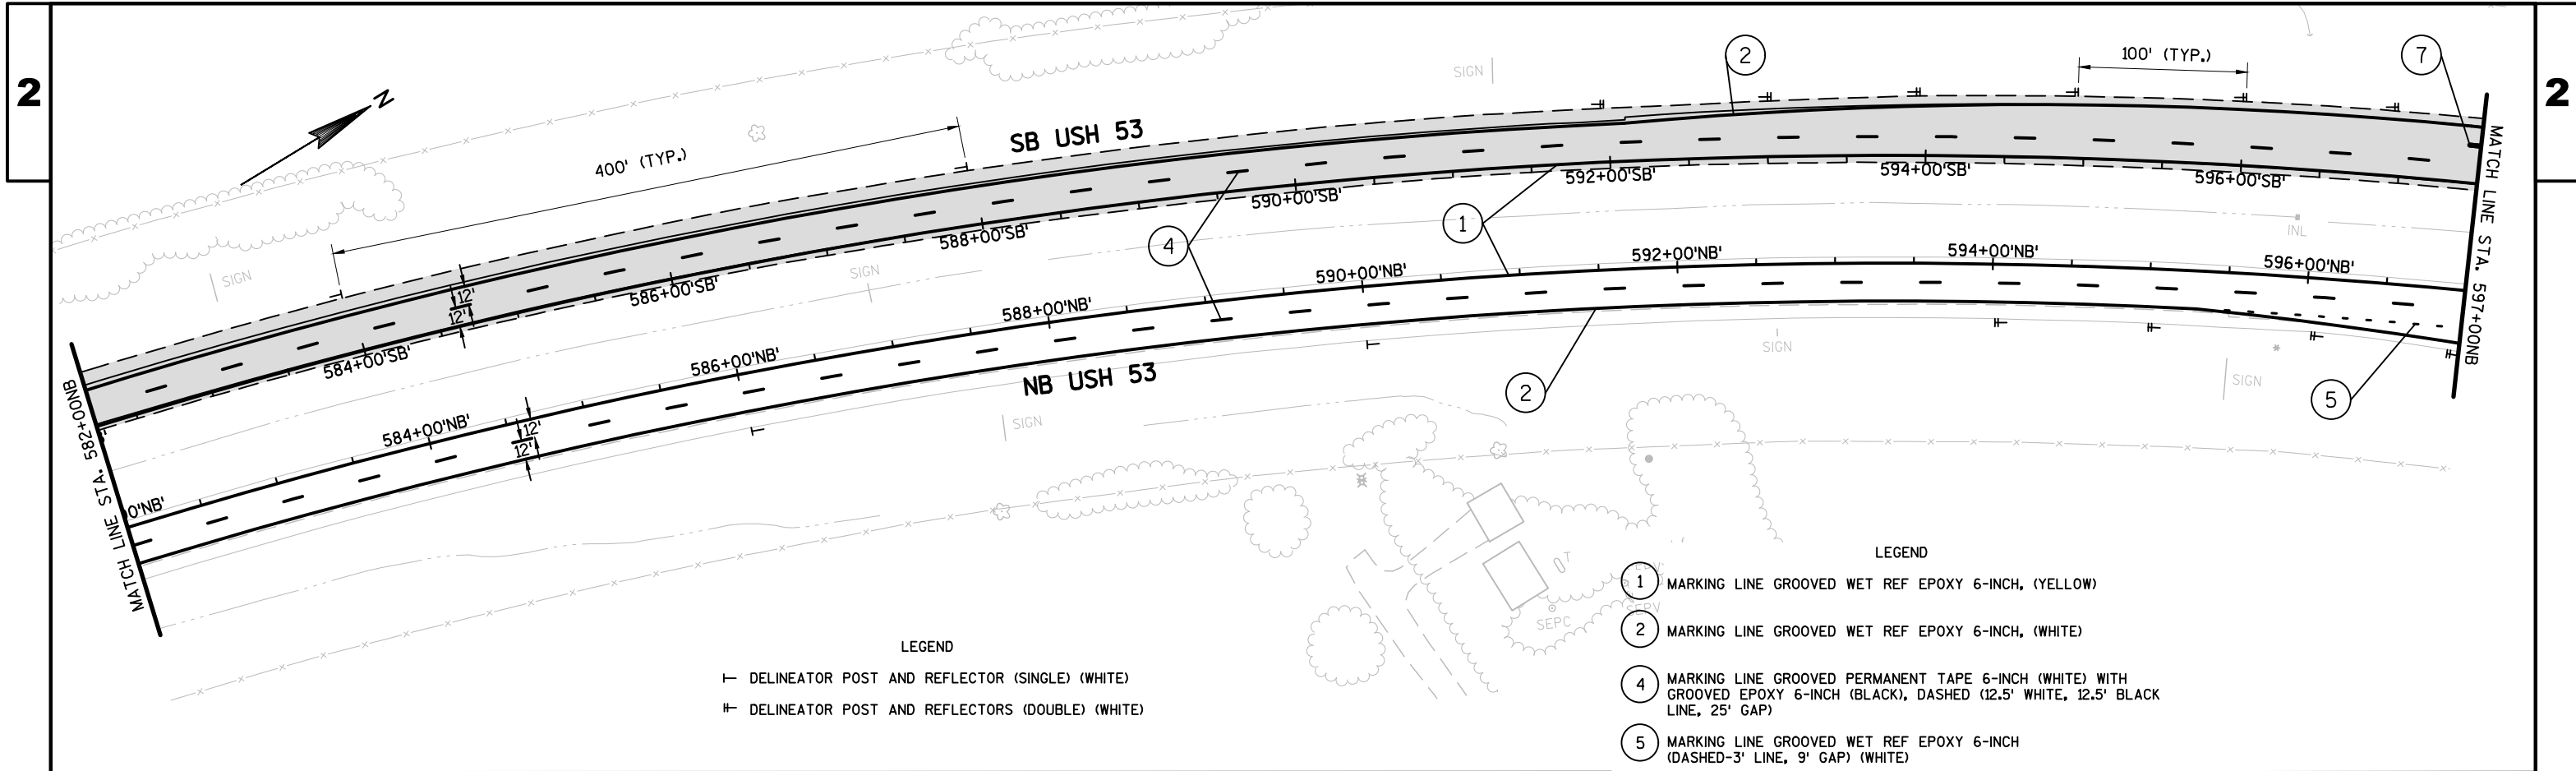 2
2
N
SIGN
2
100' (TYP.)
7
400' (TYP.)
SB USH 53
MATCH LINE STA. 597+00NB
592+00'SB'
594+00'SB'
596+00'SB'
590+00'SB'
588+00'SB'
586+00'SB'
584+00'SB'
12'
12'
4
1
INL
SIGN
SIGN
592+00'NB'
594+00'NB'
596+00'NB'
590+00'NB'
588+00'NB'
586+00'NB'
584+00'NB'
0'NB'
12'
12'
MATCH LINE STA. 582+00NB
NB USH 53
SIGN
SIGN
SIGN
2
5
SEPC
LEGEND
DELINEATOR POST AND REFLECTOR (SINGLE) (WHITE)
DELINEATOR POST AND REFLECTORS (DOUBLE) (WHITE)
LEGEND
1 MARKING LINE GROOVED WET REF EPOXY 6-INCH, (YELLOW)
2 MARKING LINE GROOVED WET REF EPOXY 6-INCH, (WHITE)
4 MARKING LINE GROOVED PERMANENT TAPE 6-INCH (WHITE) WITH
GROOVED EPOXY 6-INCH (BLACK), DASHED (12.5' WHITE, 12.5' BLACK
LINE, 25' GAP)
5 MARKING LINE GROOVED WET REF EPOXY 6-INCH
(DASHED-3' LINE, 9' GAP) (WHITE)